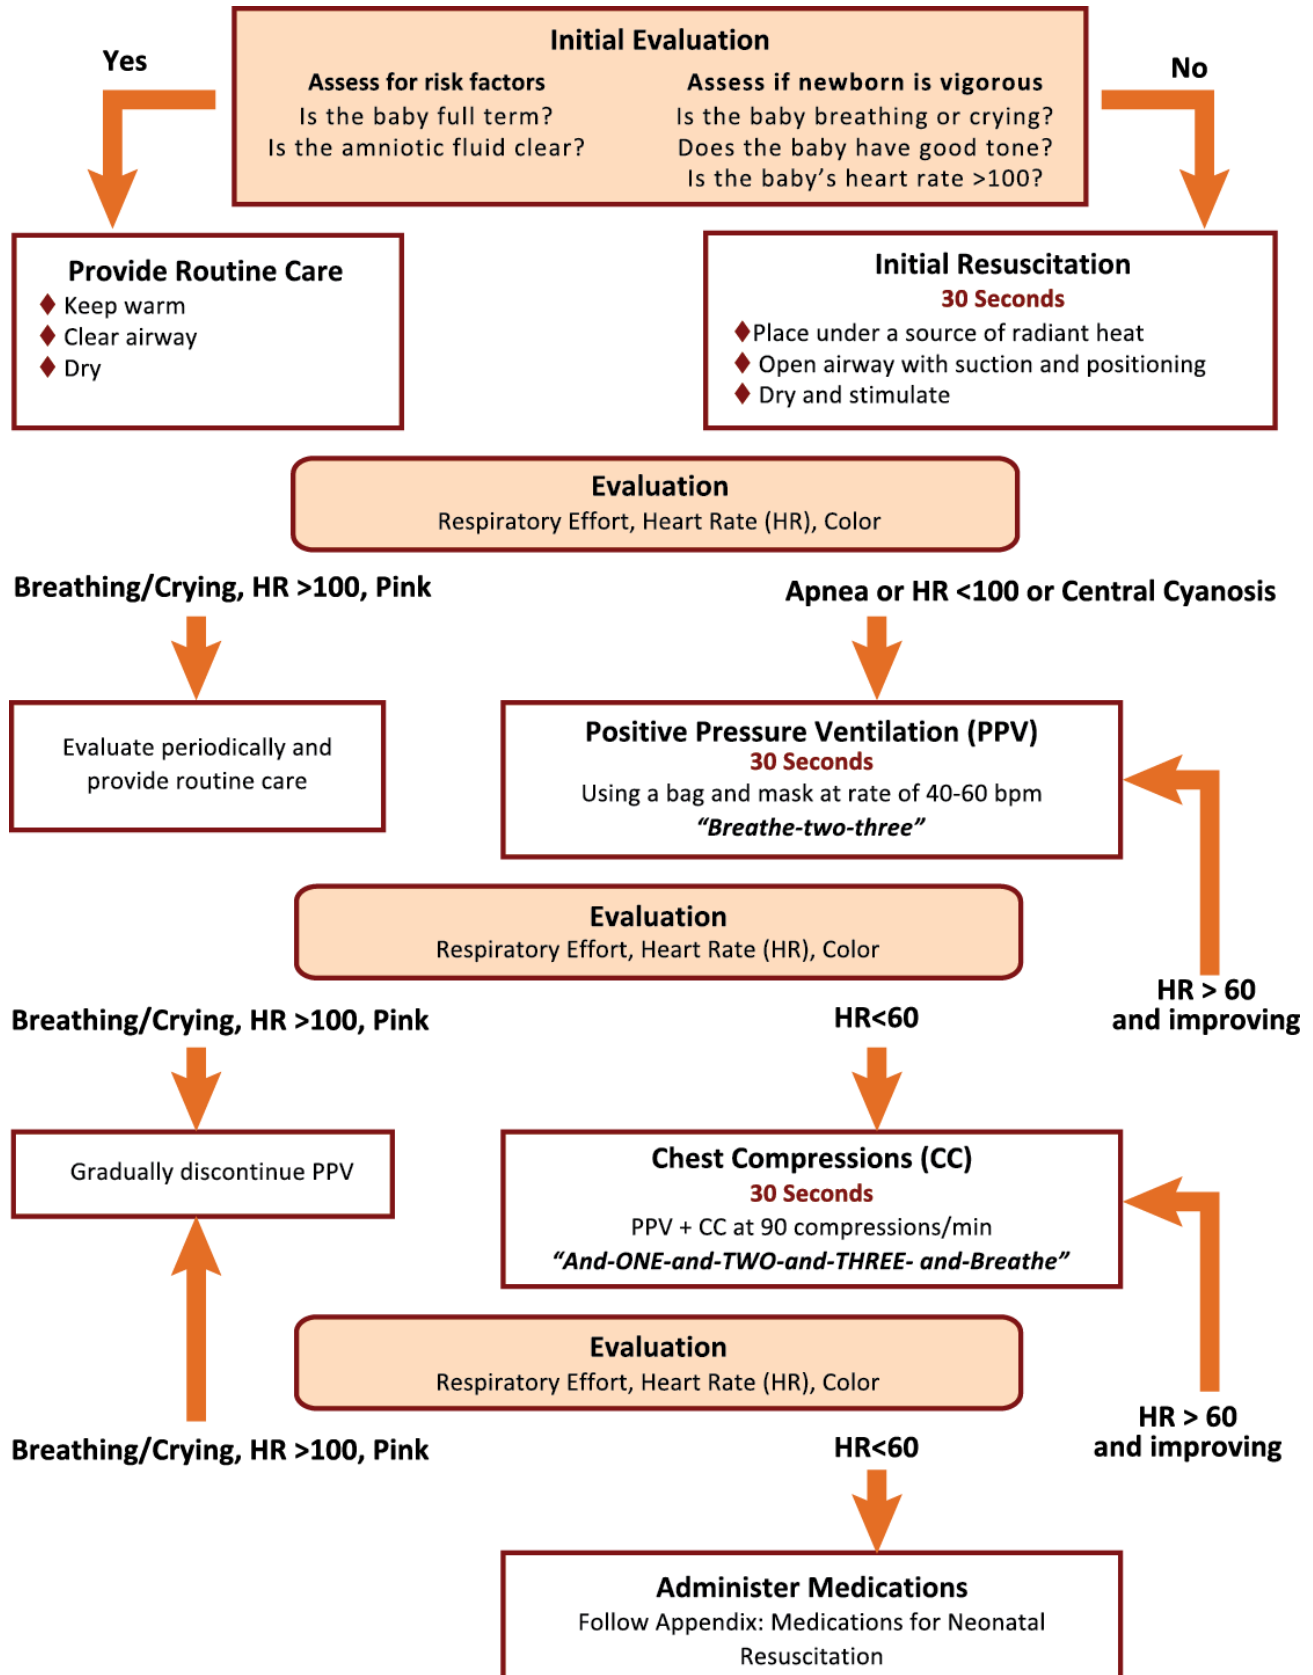 Initial Evaluation
Yes
No
Assess for risk factors
Is the baby full term?
Is the amniotic fluid clear?
Assess if newborn is vigorous
Is the baby breathing or crying?
Does the baby have good tone?
Is the baby’s heart rate >100?
Provide Routine Care
♦ Keep warm
♦ Clear airway
♦ Dry
Initial Resuscitation
30 Seconds
♦Place under a source of radiant heat
♦ Open airway with suction and positioning
♦ Dry and stimulate
Evaluation
Respiratory Effort, Heart Rate (HR), Color
Breathing/Crying, HR >100, Pink
Apnea or HR <100 or Central Cyanosis
Evaluate periodically and
provide routine care
Positive Pressure Ventilation (PPV)
30 Seconds
Using a bag and mask at rate of 40-60 bpm
“Breathe-two-three”
Evaluation
Respiratory Effort, Heart Rate (HR), Color
Breathing/Crying, HR >100, Pink
HR<60
HR > 60
and improving
Gradually discontinue PPV
Chest Compressions (CC)
30 Seconds
PPV + CC at 90 compressions/min
“And-ONE-and-TWO-and-THREE- and-Breathe”
Evaluation
Respiratory Effort, Heart Rate (HR), Color
Breathing/Crying, HR >100, Pink
HR<60
HR > 60
and improving
Administer Medications
Follow Appendix: Medications for Neonatal
Resuscitation